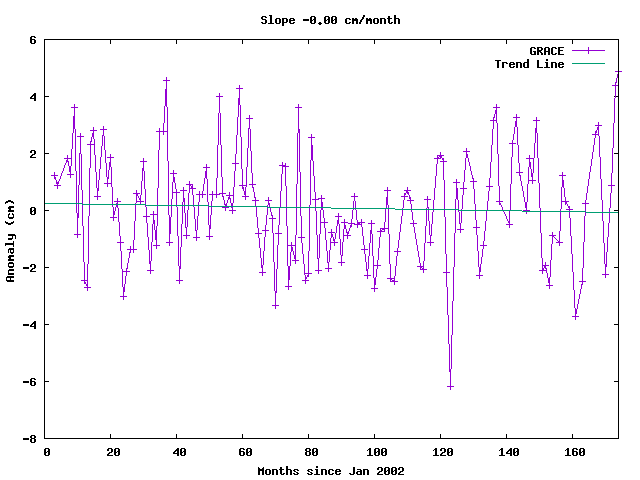 Slope -0.00 cm/month
GRACE
Trend Line
6
4
2
0
-2
-4
-6
-8
Anomaly (cm)
0 20 40 60 80 100 120 140 160
Months since Jan 2002